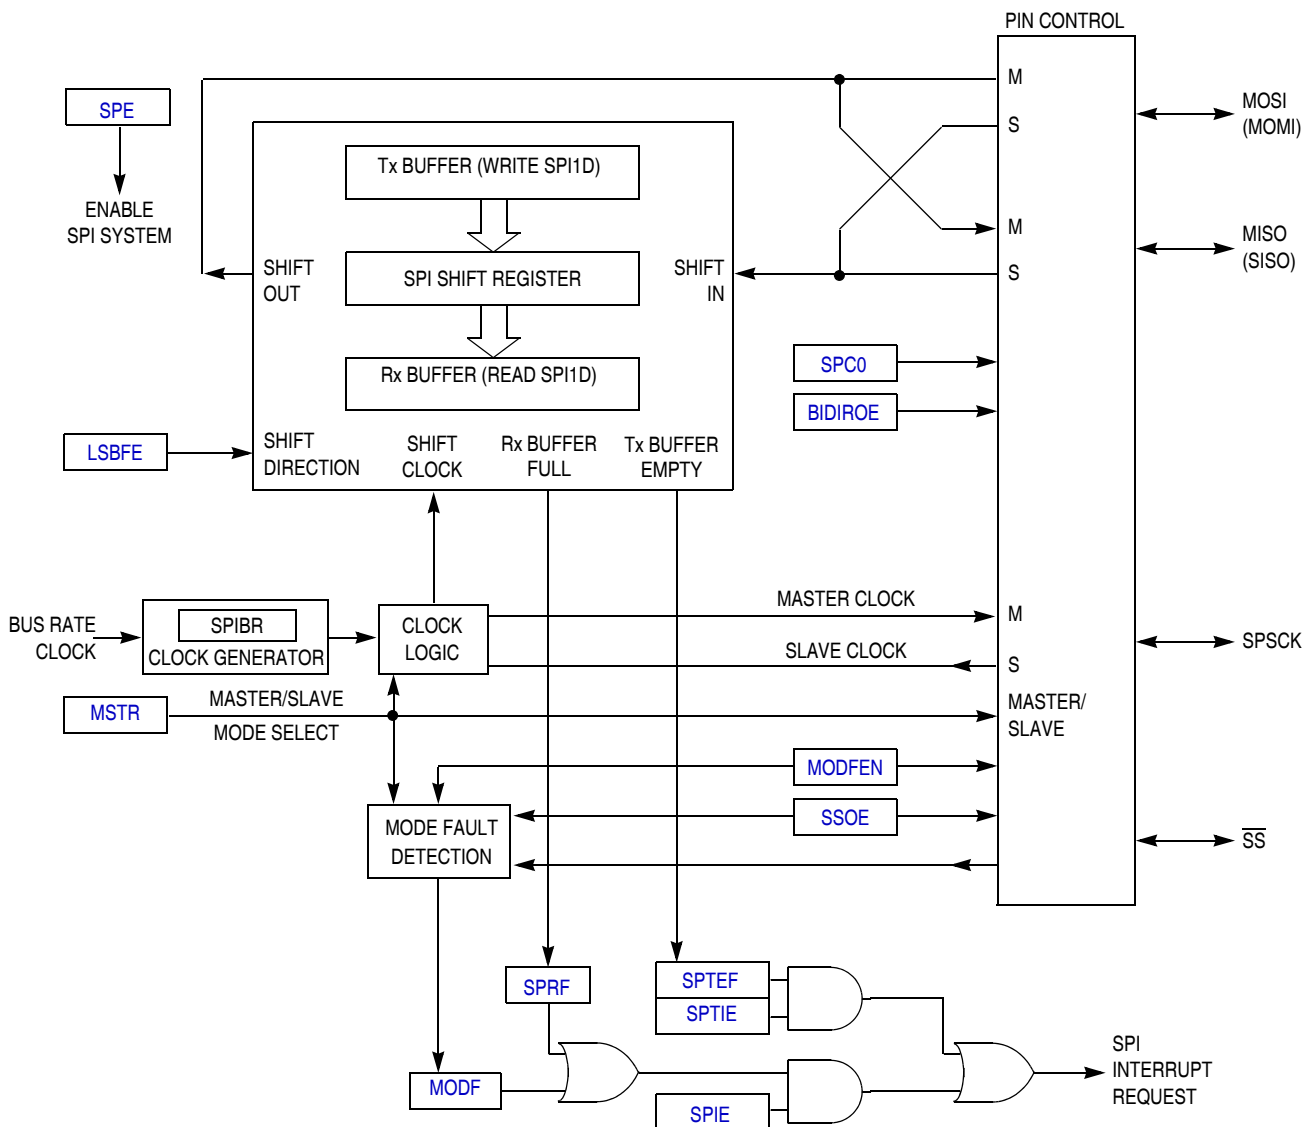 PIN CONTROL
M
MOSI
(MOMI)
SPE
S
Tx BUFFER (WRITE SPI1D)
ENABLE
SPI SYSTEM
M
MISO
(SISO)
SHIFT
OUT
SPI SHIFT REGISTER
SHIFT
IN
S
SPC0
Rx BUFFER (READ SPI1D)
BIDIROE
LSBFE
SHIFT
DIRECTION
SHIFT
CLOCK
Rx BUFFER
FULL
Tx BUFFER
EMPTY
MASTER CLOCK
M
BUS RATE
CLOCK
SPIBR
CLOCK GENERATOR
CLOCK
LOGIC
SPSCK
SLAVE CLOCK
S
MSTR
MASTER/SLAVE
MODE SELECT
MASTER/
SLAVE
MODFEN
SSOE
MODE FAULT
DETECTION
SS
SPRF
SPTEF
SPTIE
SPI
INTERRUPT
REQUEST
MODF
SPIE